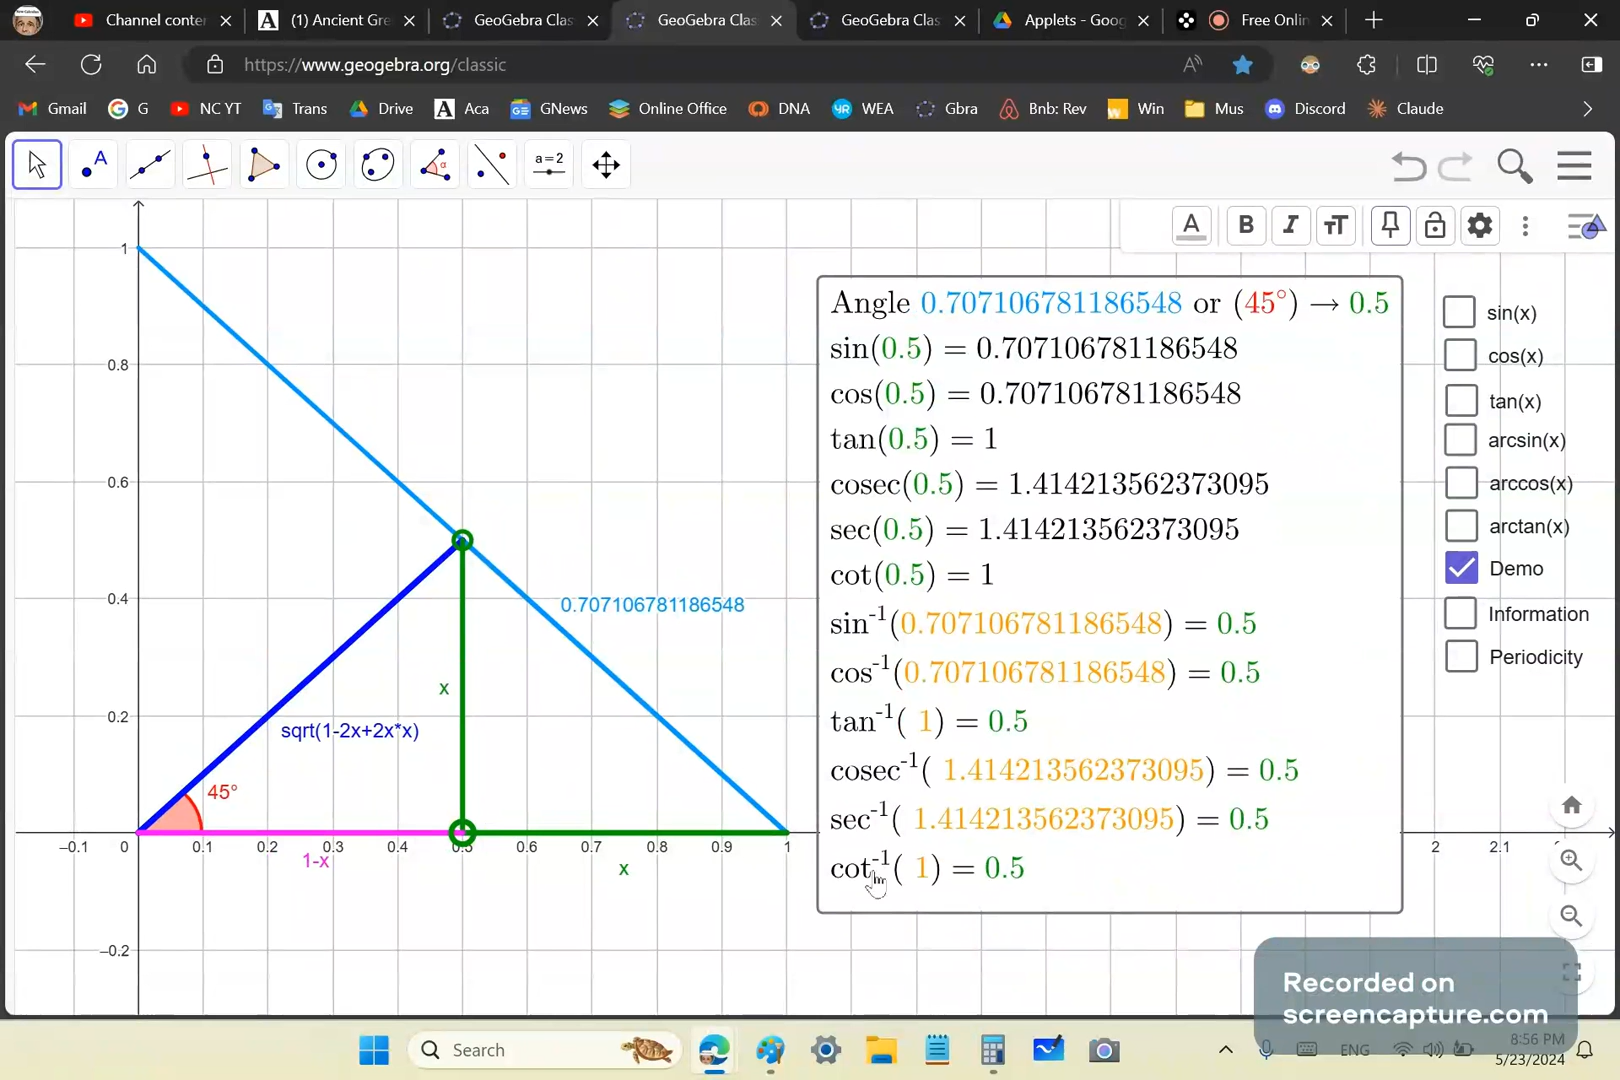 Channel conter
(1) Ancient Gre
GeoGebra Clas
GeoGebra Clas
GeoGebra Clas
Applets - Goog
Free Onlin
https://www.geogebra.org/classic
Gmail
G
NC YT
Trans
Drive
Aca
GNews
Online Office
DNA
WEA
Gbra
Bnb: Rev
Win
Mus
Discord
Claude
A
a=2
A
B
I
TT
1
0.8
0.6
0.4
0.2
-0.2
-0.1
0
0.1
0.2
0.3
0.4
0.5
0.6
0.7
0.8
0.9
1
2
2.1
0.707106781186548
x
sqrt(1-2x+2x*x)
45°
1-x
x
Angle 0.707106781186548 or (45°) → 0.5
sin(0.5) = 0.707106781186548
cos(0.5) = 0.707106781186548
tan(0.5) = 1
cosec(0.5) = 1.414213562373095
sec(0.5) = 1.414213562373095
cot(0.5) = 1
sin⁻¹(0.707106781186548) = 0.5
cos⁻¹(0.707106781186548) = 0.5
tan⁻¹( 1) = 0.5
cosec⁻¹( 1.414213562373095) = 0.5
sec⁻¹( 1.414213562373095) = 0.5
cot⁻¹( 1) = 0.5
sin(x)
cos(x)
tan(x)
arcsin(x)
arccos(x)
arctan(x)
Demo
Information
Periodicity
Recorded on
screencapture.com
Search
ENG
8:56 PM
5/23/2024